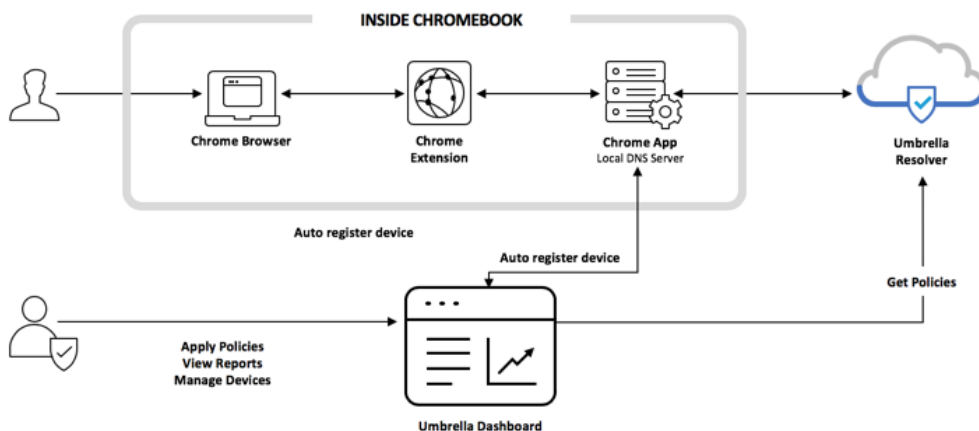 INSIDE CHROMEBOOK
Chrome Browser
Chrome
Extension
Chrome App
Local DNS Server
Umbrella
Resolver
Auto register device
Auto register device
Get Policies
Apply Policies
View Reports
Manage Devices
Umbrella Dashboard